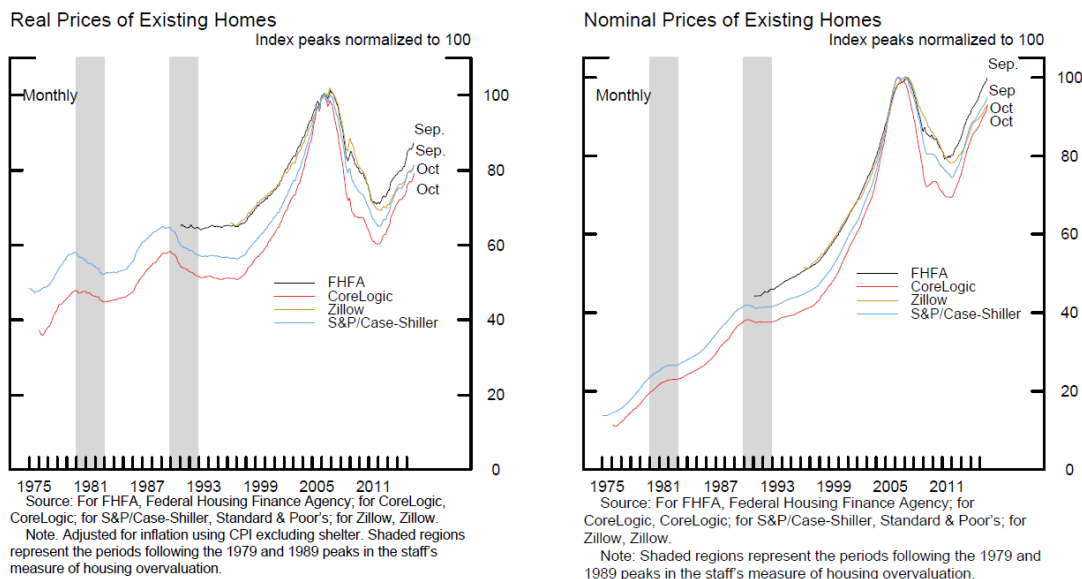 Real Prices of Existing Homes
Index peaks normalized to 100
Monthly
100
80
60
40
20
0
Sep.
Sep.
Oct
Oct
FHFA
CoreLogic
Zillow
S&P/Case-Shiller
1975 1981 1987 1993 1999 2005 2011
Source: For FHFA, Federal Housing Finance Agency; for CoreLogic,
CoreLogic; for S&P/Case-Shiller, Standard & Poor's; for Zillow, Zillow.
Note. Adjusted for inflation using CPI excluding shelter. Shaded regions
represent the periods following the 1979 and 1989 peaks in the staff's
measure of housing overvaluation.
Nominal Prices of Existing Homes
Index peaks normalized to 100
Monthly
100
80
60
40
20
0
Sep.
Sep
Oct
Oct
FHFA
CoreLogic
Zillow
S&P/Case-Shiller
1975 1981 1987 1993 1999 2005 2011
Source: For FHFA, Federal Housing Finance Agency; for
CoreLogic, CoreLogic; for S&P/Case-Shiller, Standard & Poor's; for
Zillow, Zillow.
Note: Shaded regions represent the periods following the 1979 and
1989 peaks in the staff's measure of housing overvaluation.